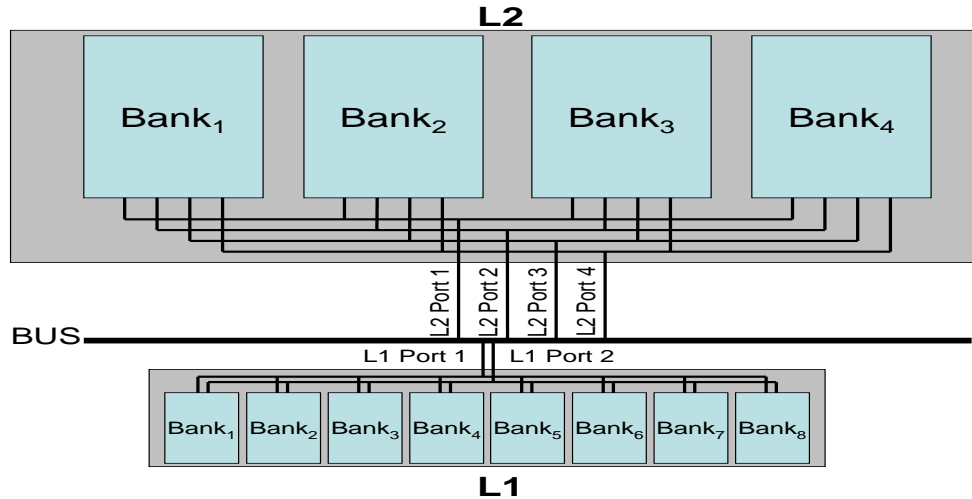 L2
Bank1
Bank2
Bank3
Bank4
L2 Port 1
L2 Port 2
L2 Port 3
L2 Port 4
BUS
L1 Port 1
L1 Port 2
Bank1
Bank2
Bank3
Bank4
Bank5
Bank6
Bank7
Bank8
L1